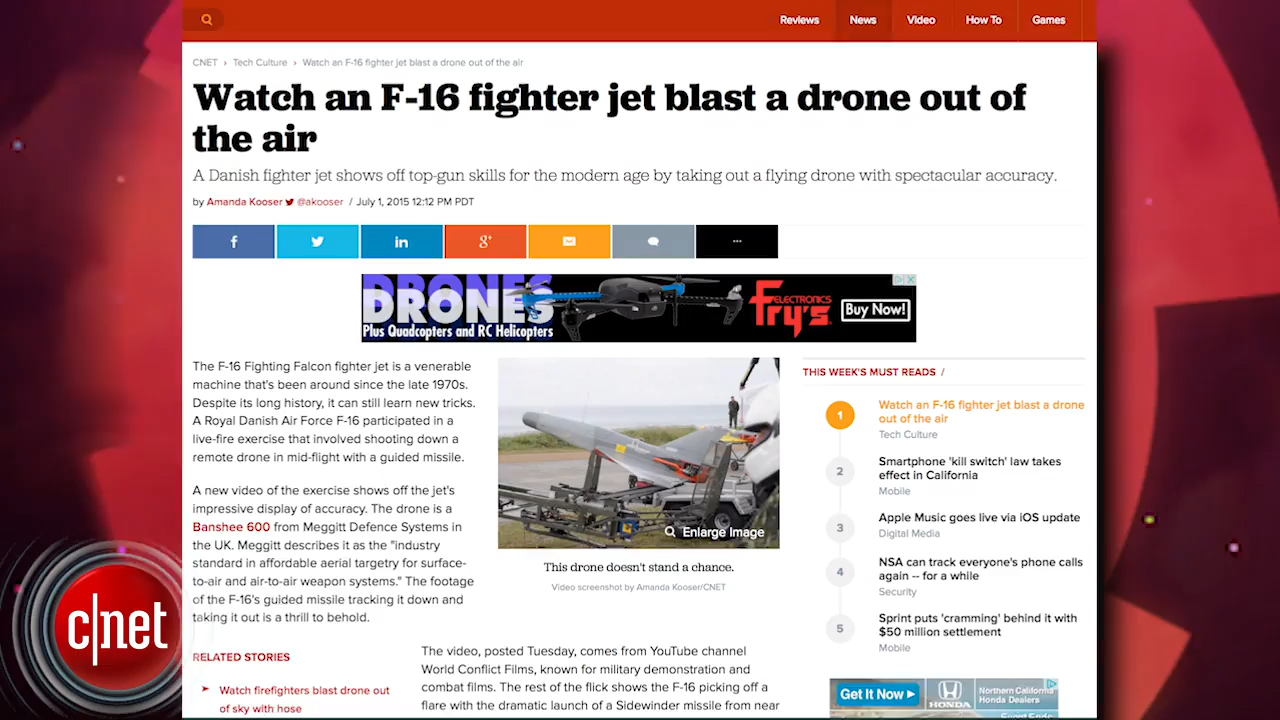 Reviews
News
Video
How To
Games
CNET › Tech Culture › Watch an F-16 fighter jet blast a drone out of the air
Watch an F-16 fighter jet blast a drone out of
the air
A Danish fighter jet shows off top-gun skills for the modern age by taking out a flying drone with spectacular accuracy.
by Amanda Kooser @akooser / July 1, 2015 12:12 PM PDT
f
in
g+
...
DRONES
Plus Quadcopters and RC Helicopters
Fry's
ELECTRONICS
Buy Now!
The F-16 Fighting Falcon fighter jet is a venerable
machine that's been around since the late 1970s.
Despite its long history, it can still learn new tricks.
A Royal Danish Air Force F-16 participated in a
live-fire exercise that involved shooting down a
remote drone in mid-flight with a guided missile.
A new video of the exercise shows off the jet's
impressive display of accuracy. The drone is a
Banshee 600 from Meggitt Defence Systems in
the UK. Meggitt describes it as the "industry
standard in affordable aerial targetry for surface-
to-air and air-to-air weapon systems." The footage
of the F-16's guided missile tracking it down and
taking it out is a thrill to behold.
Enlarge Image
This drone doesn't stand a chance.
Video screenshot by Amanda Kooser/CNET
RELATED STORIES
Watch firefighters blast drone out
of sky with hose
The video, posted Tuesday, comes from YouTube channel
World Conflict Films, known for military demonstration and
combat films. The rest of the flick shows the F-16 picking off a
flare with the dramatic launch of a Sidewinder missile from near
THIS WEEK'S MUST READS /
1
Watch an F-16 fighter jet blast a drone
out of the air
Tech Culture
2
Smartphone 'kill switch' law takes
effect in California
Mobile
3
Apple Music goes live via iOS update
Digital Media
4
NSA can track everyone's phone calls
again -- for a while
Security
5
Sprint puts 'cramming' behind it with
$50 million settlement
Mobile
Get It Now
HONDA
Northern California
Honda Dealers
Sweet Ends
c|net